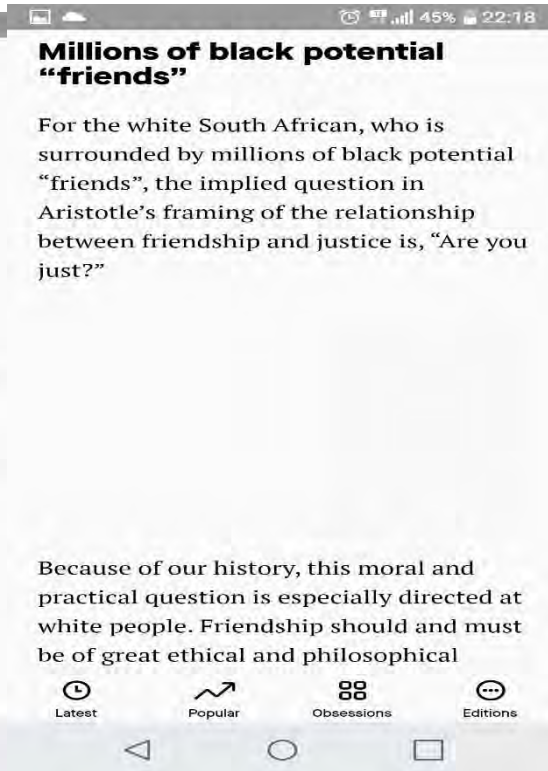 45% 22:18
Millions of black potential
“friends”
For the white South African, who is
surrounded by millions of black potential
“friends”, the implied question in
Aristotle’s framing of the relationship
between friendship and justice is, “Are you
just?”
Because of our history, this moral and
practical question is especially directed at
white people. Friendship should and must
be of great ethical and philosophical
Latest Popular Obsessions Editions